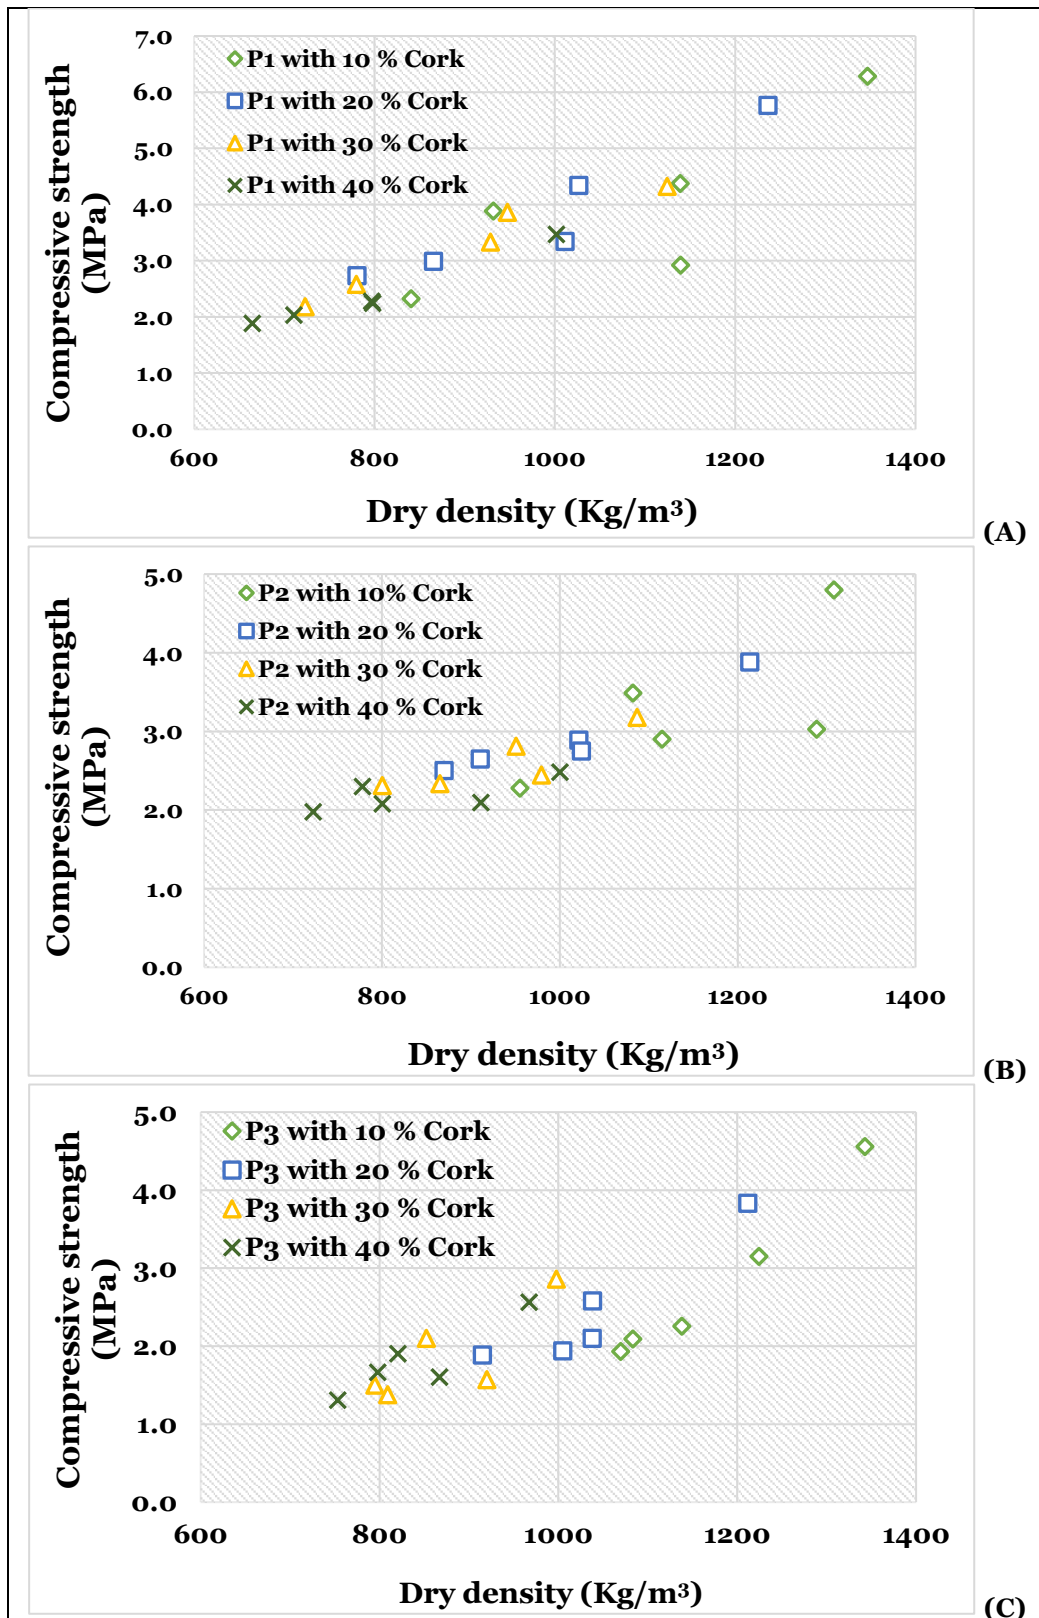 7.0
6.0
5.0
4.0
3.0
2.0
1.0
0.0
Compressive strength
(MPa)
P1 with 10 % Cork
P1 with 20 % Cork
P1 with 30 % Cork
P1 with 40 % Cork
600 800 1000 1200 1400
Dry density (Kg/m³)
(A)
5.0
4.0
3.0
2.0
1.0
0.0
Compressive strength
(MPa)
P2 with 10% Cork
P2 with 20 % Cork
P2 with 30 % Cork
P2 with 40 % Cork
600 800 1000 1200 1400
Dry density (Kg/m³)
(B)
5.0
4.0
3.0
2.0
1.0
0.0
Compressive strength
(MPa)
P3 with 10 % Cork
P3 with 20 % Cork
P3 with 30 % Cork
P3 with 40 % Cork
600 800 1000 1200 1400
Dry density (Kg/m³)
(C)